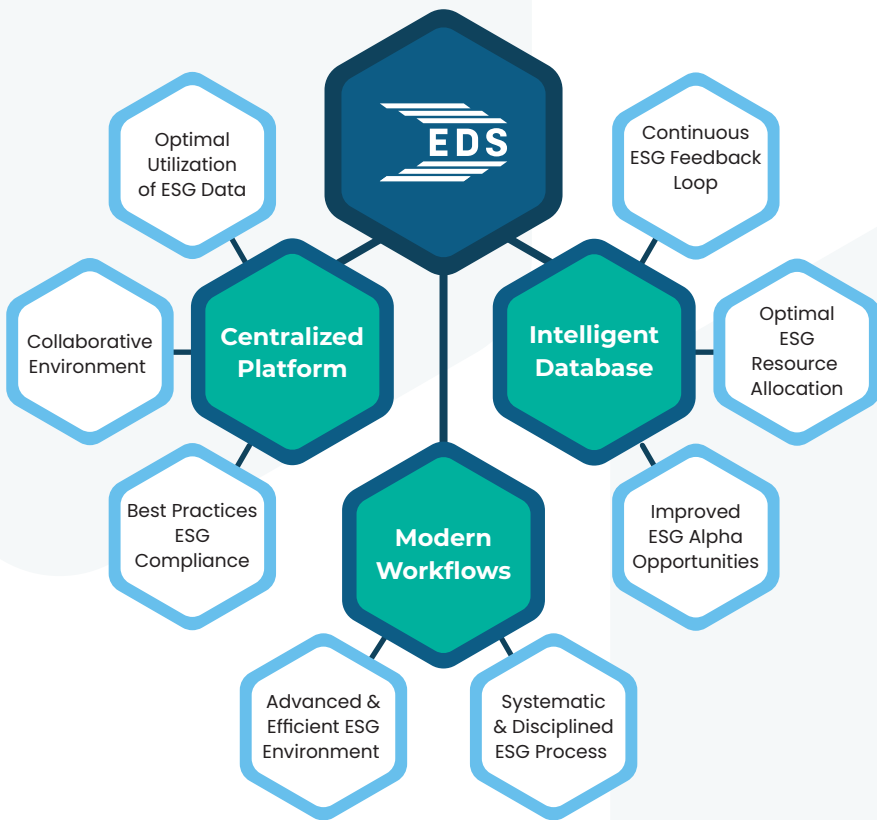 EDS
Optimal
Utilization
of ESG Data
Continuous
ESG Feedback
Loop
Collaborative
Environment
Centralized
Platform
Intelligent
Database
Optimal
ESG
Resource
Allocation
Best Practices
ESG
Compliance
Modern
Workflows
Improved
ESG Alpha
Opportunities
Advanced &
Efficient ESG
Environment
Systematic
& Disciplined
ESG Process